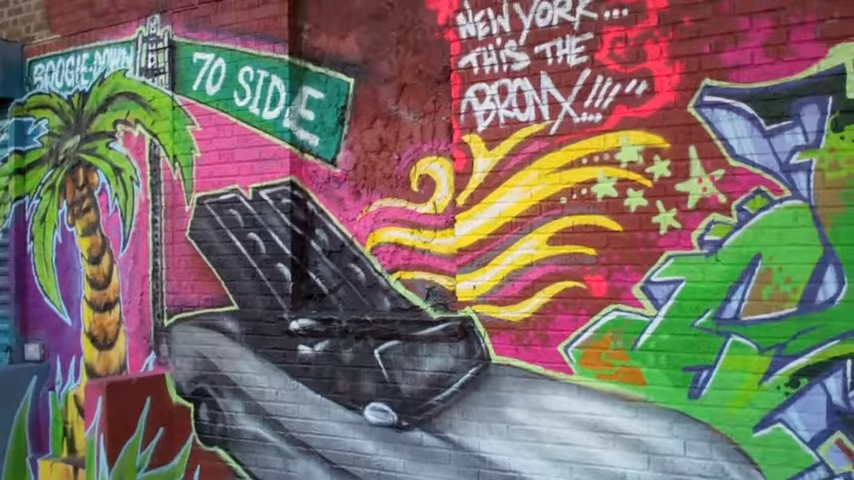 BOOGIE-DOWN
70 SIDE
NEW YORK...
THIS THE
BRONX!!!"